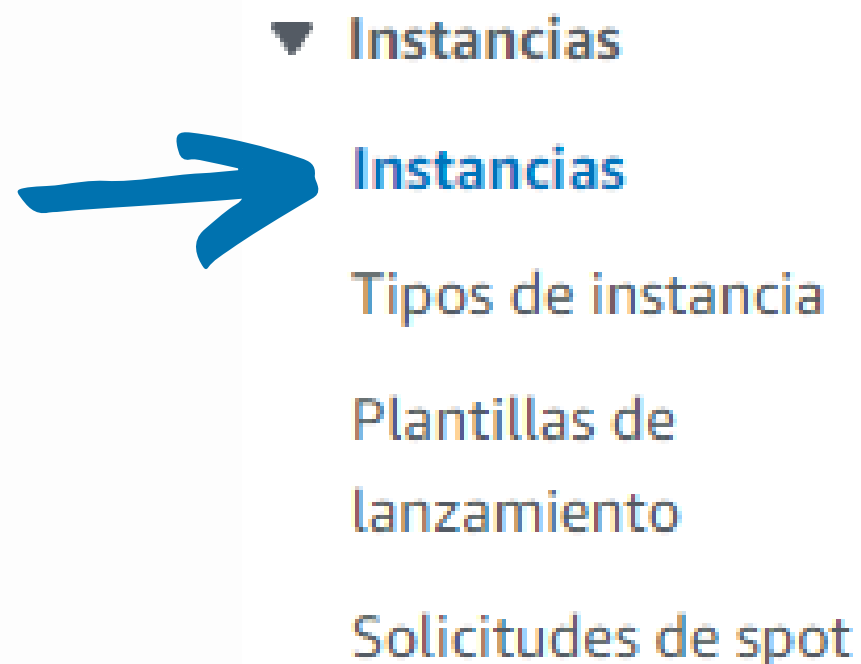 Instancias
Instancias
Tipos de instancia
Plantillas de
lanzamiento
Solicitudes de spot